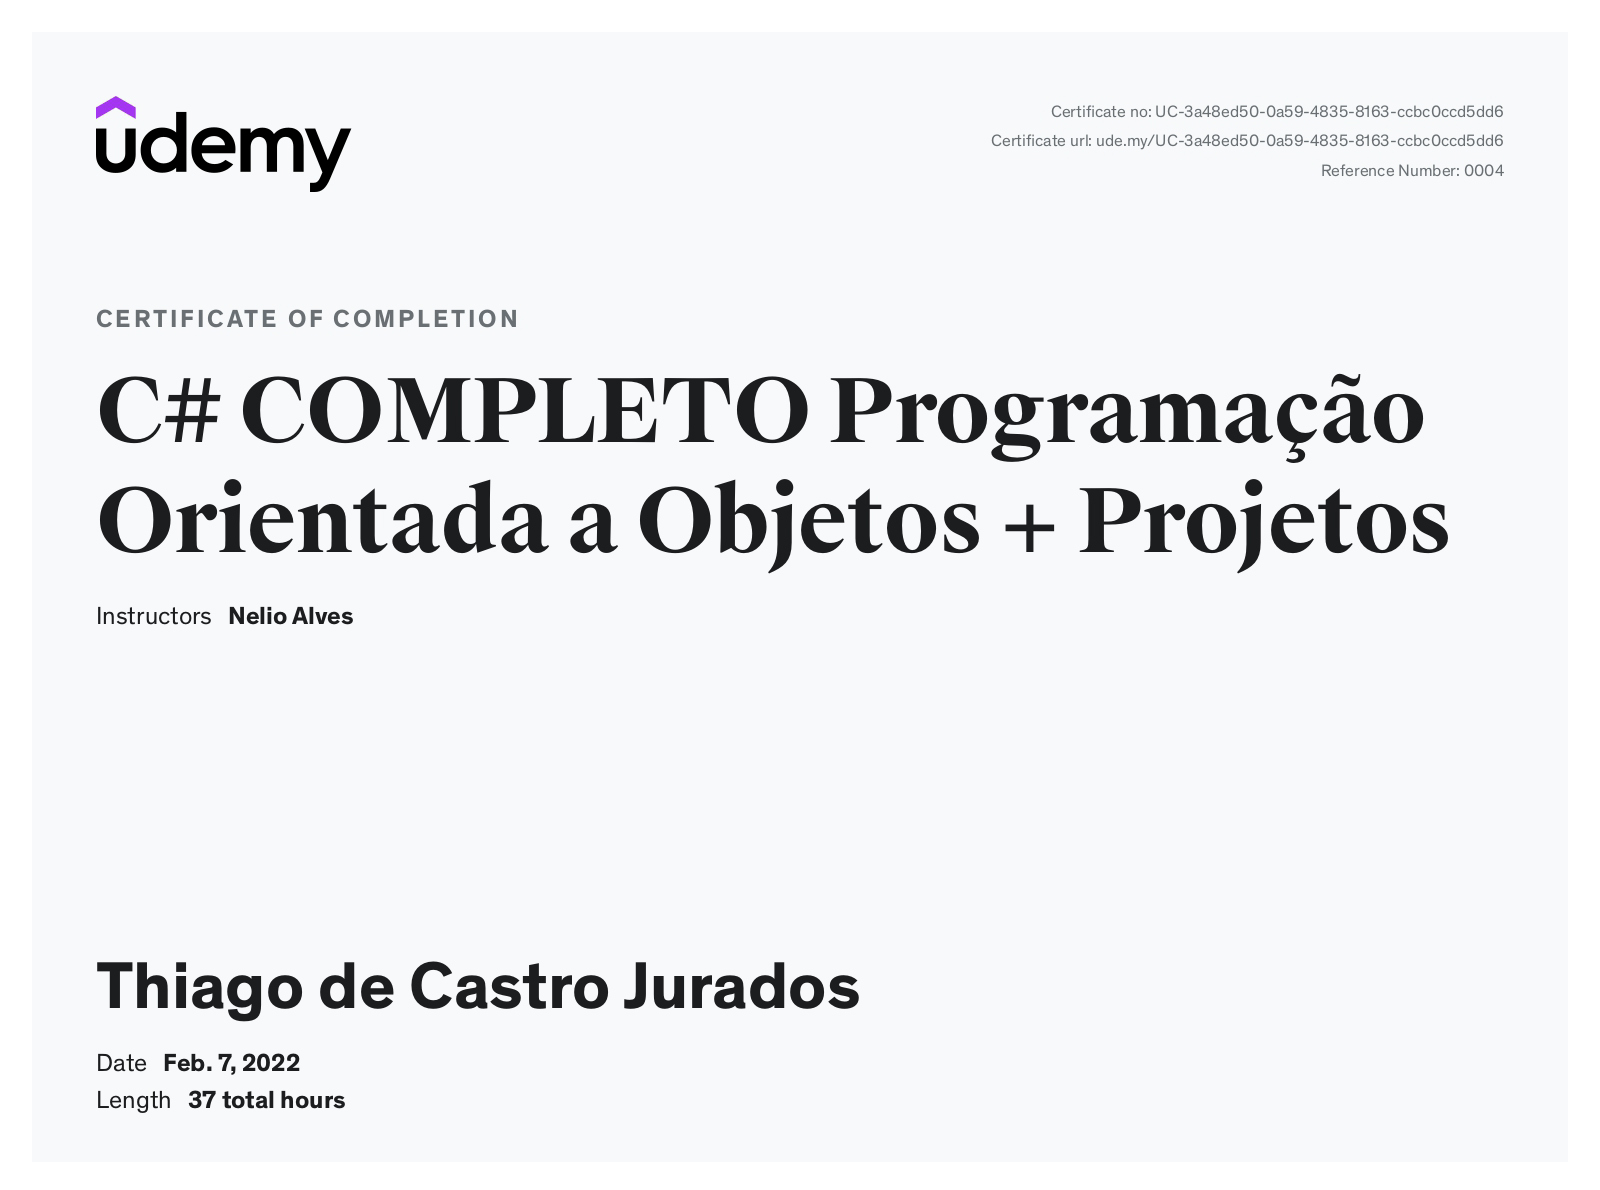 udemy
Certificate no: UC-3a48ed50-0a59-4835-8163-ccbc0ccd5dd6
Certificate url: ude.my/UC-3a48ed50-0a59-4835-8163-ccbc0ccd5dd6
Reference Number: 0004
CERTIFICATE OF COMPLETION
C# COMPLETO Programação
Orientada a Objetos + Projetos
Instructors Nelio Alves
Thiago de Castro Jurados
Date Feb. 7, 2022
Length 37 total hours